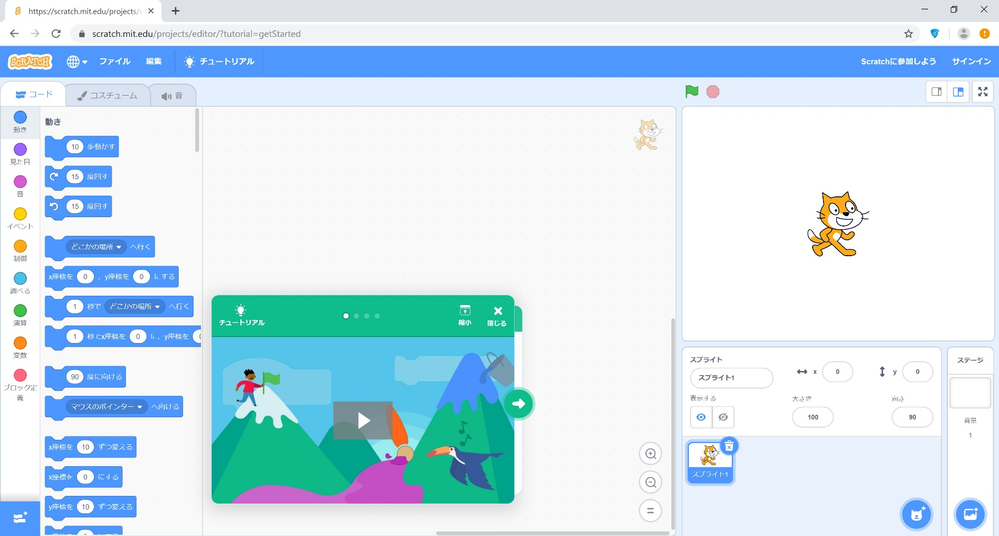 https://scratch.mit.edu/projects/
scratch.mit.edu/projects/editor/?tutorial=getStarted
SCRATCH
ファイル
編集
チュートリアル
Scratchに参加しよう
サインイン
コード
コスチューム
音
動き
見た目
音
イベント
制御
調べる
演算
変数
ブロック定
義
動き
10 歩動かす
15 度回す
15 度回す
どこかの場所 へ行く
x座標を 0 、y座標を 0 にする
1 秒で どこかの場所 へ行く
1 秒でx座標を 0 に、y座標を
90 度に向ける
マウスのポインター へ向ける
x座標を 10 ずつ変える
x座標を 0 にする
y座標を 10 ずつ変える
チュートリアル
縮小
閉じる
スプライト
スプライト1
x 0
y 0
表示する
大きさ
100
向き
90
スプライト1
ステージ
背景
1